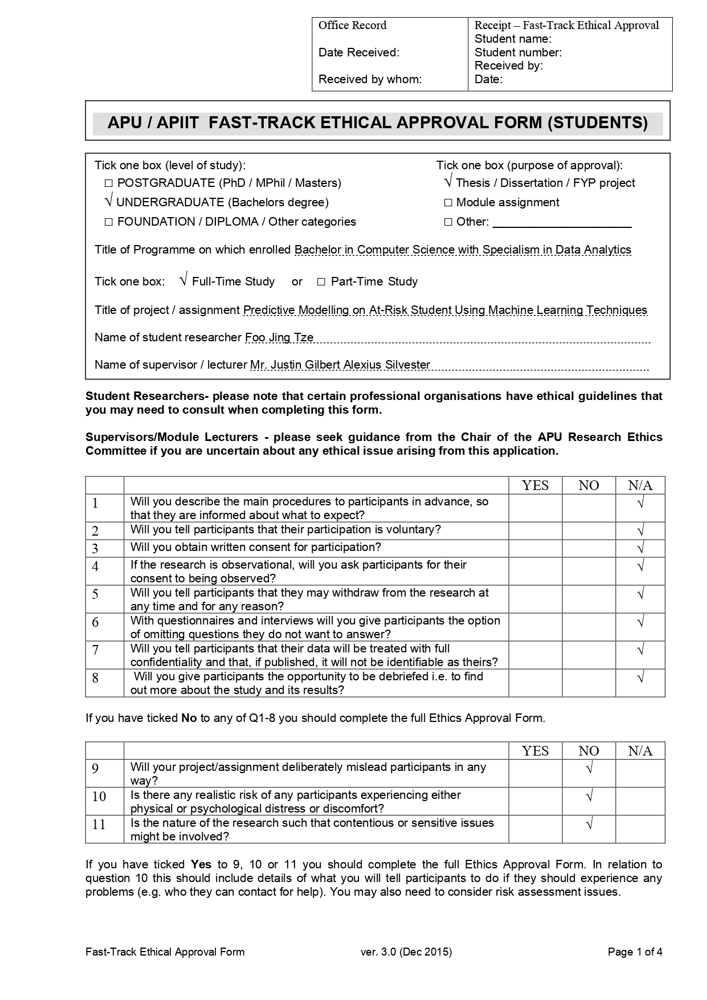 Office Record
Date Received:
Received by whom:
Receipt – Fast-Track Ethical Approval
Student name:
Student number:
Received by:
Date:
APU / APIIT FAST-TRACK ETHICAL APPROVAL FORM (STUDENTS)
Tick one box (level of study):
□ POSTGRADUATE (PhD / MPhil / Masters)
√ UNDERGRADUATE (Bachelors degree)
□ FOUNDATION / DIPLOMA / Other categories
Tick one box (purpose of approval):
√ Thesis / Dissertation / FYP project
□ Module assignment
□ Other: ______________________
Title of Programme on which enrolled Bachelor in Computer Science with Specialism in Data Analytics
Tick one box: √ Full-Time Study or □ Part-Time Study
Title of project / assignment Predictive Modelling on At-Risk Student Using Machine Learning Techniques
Name of student researcher Foo Jing Tze
Name of supervisor / lecturer Mr. Justin Gilbert Alexius Silvester
Student Researchers- please note that certain professional organisations have ethical guidelines that
you may need to consult when completing this form.
Supervisors/Module Lecturers - please seek guidance from the Chair of the APU Research Ethics
Committee if you are uncertain about any ethical issue arising from this application.
YES NO N/A
1 Will you describe the main procedures to participants in advance, so √
that they are informed about what to expect?
2 Will you tell participants that their participation is voluntary? √
3 Will you obtain written consent for participation? √
4 If the research is observational, will you ask participants for their √
consent to being observed?
5 Will you tell participants that they may withdraw from the research at √
any time and for any reason?
6 With questionnaires and interviews will you give participants the option √
of omitting questions they do not want to answer?
7 Will you tell participants that their data will be treated with full √
confidentiality and that, if published, it will not be identifiable as theirs?
8 Will you give participants the opportunity to be debriefed i.e. to find √
out more about the study and its results?
If you have ticked No to any of Q1-8 you should complete the full Ethics Approval Form.
YES NO N/A
9 Will your project/assignment deliberately mislead participants in any √
way?
10 Is there any realistic risk of any participants experiencing either √
physical or psychological distress or discomfort?
11 Is the nature of the research such that contentious or sensitive issues √
might be involved?
If you have ticked Yes to 9, 10 or 11 you should complete the full Ethics Approval Form. In relation to
question 10 this should include details of what you will tell participants to do if they should experience any
problems (e.g. who they can contact for help). You may also need to consider risk assessment issues.
Fast-Track Ethical Approval Form ver. 3.0 (Dec 2015) Page 1 of 4